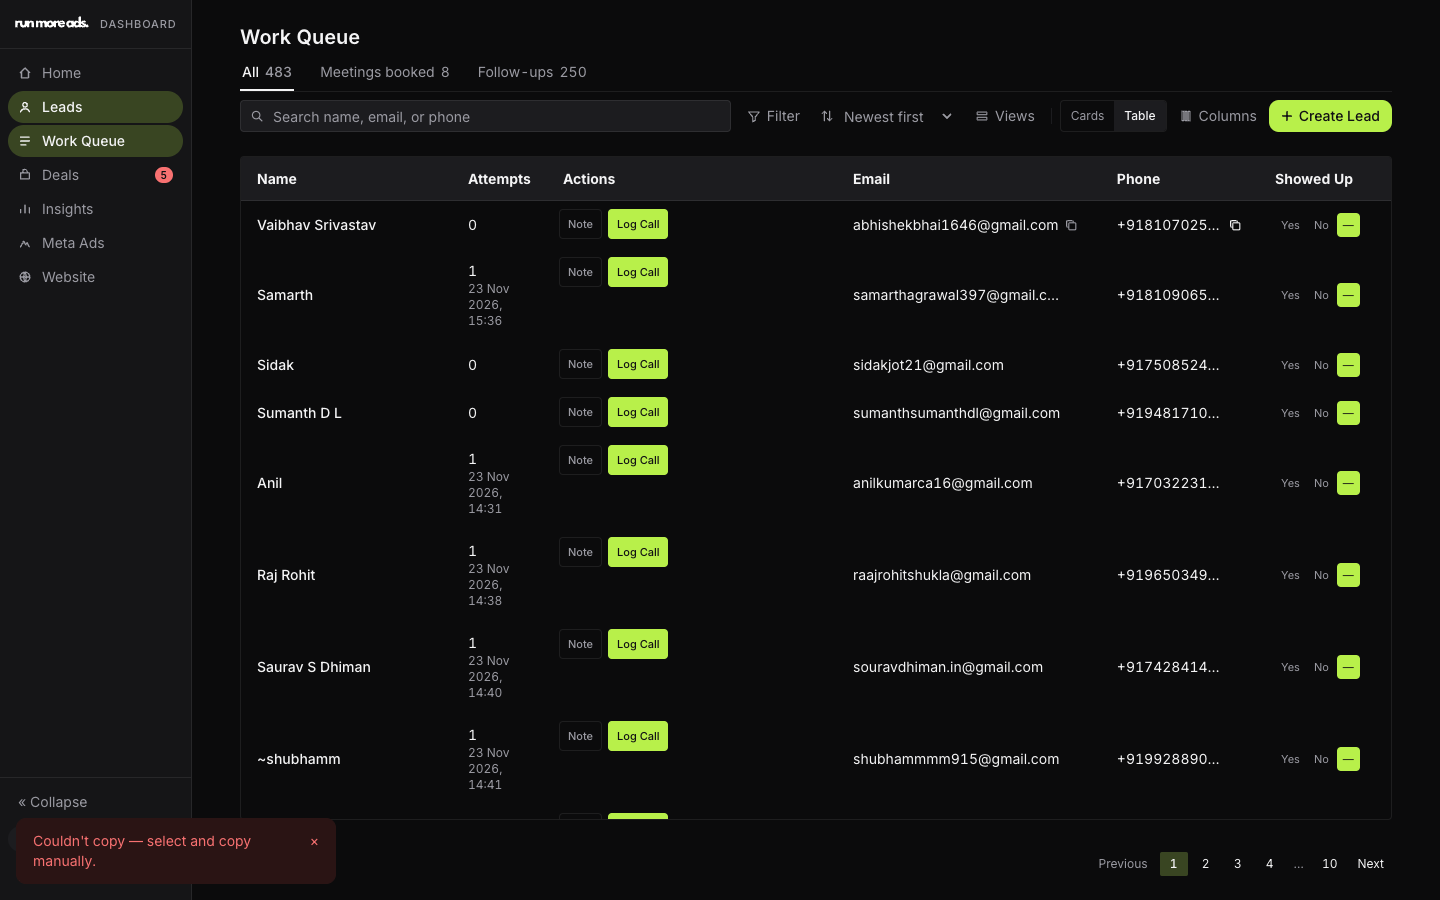 run more ads. DASHBOARD
Home
Leads
Work Queue
Deals 5
Insights
Meta Ads
Website
« Collapse
Couldn't copy — select and copy
manually. ×
Work Queue
All 483 Meetings booked 8 Follow-ups 250
Search name, email, or phone Filter Newest first Views Cards Table Columns + Create Lead
Name Attempts Actions Email Phone Showed Up
Vaibhav Srivastav 0 Note Log Call abhishekbhai1646@gmail.com +918107025... Yes No —
Samarth 1 Note Log Call samarthagrawal397@gmail.c... +918109065... Yes No —
23 Nov
2026,
15:36
Sidak 0 Note Log Call sidakjot21@gmail.com +917508524... Yes No —
Sumanth D L 0 Note Log Call sumanthsumanthdl@gmail.com +919481710... Yes No —
Anil 1 Note Log Call anilkumarca16@gmail.com +917032231... Yes No —
23 Nov
2026,
14:31
Raj Rohit 1 Note Log Call raajrohitshukla@gmail.com +919650349... Yes No —
23 Nov
2026,
14:38
Saurav S Dhiman 1 Note Log Call souravdhiman.in@gmail.com +917428414... Yes No —
23 Nov
2026,
14:40
~shubhamm 1 Note Log Call shubhammmm915@gmail.com +919928890... Yes No —
23 Nov
2026,
14:41
Previous 1 2 3 4 ... 10 Next